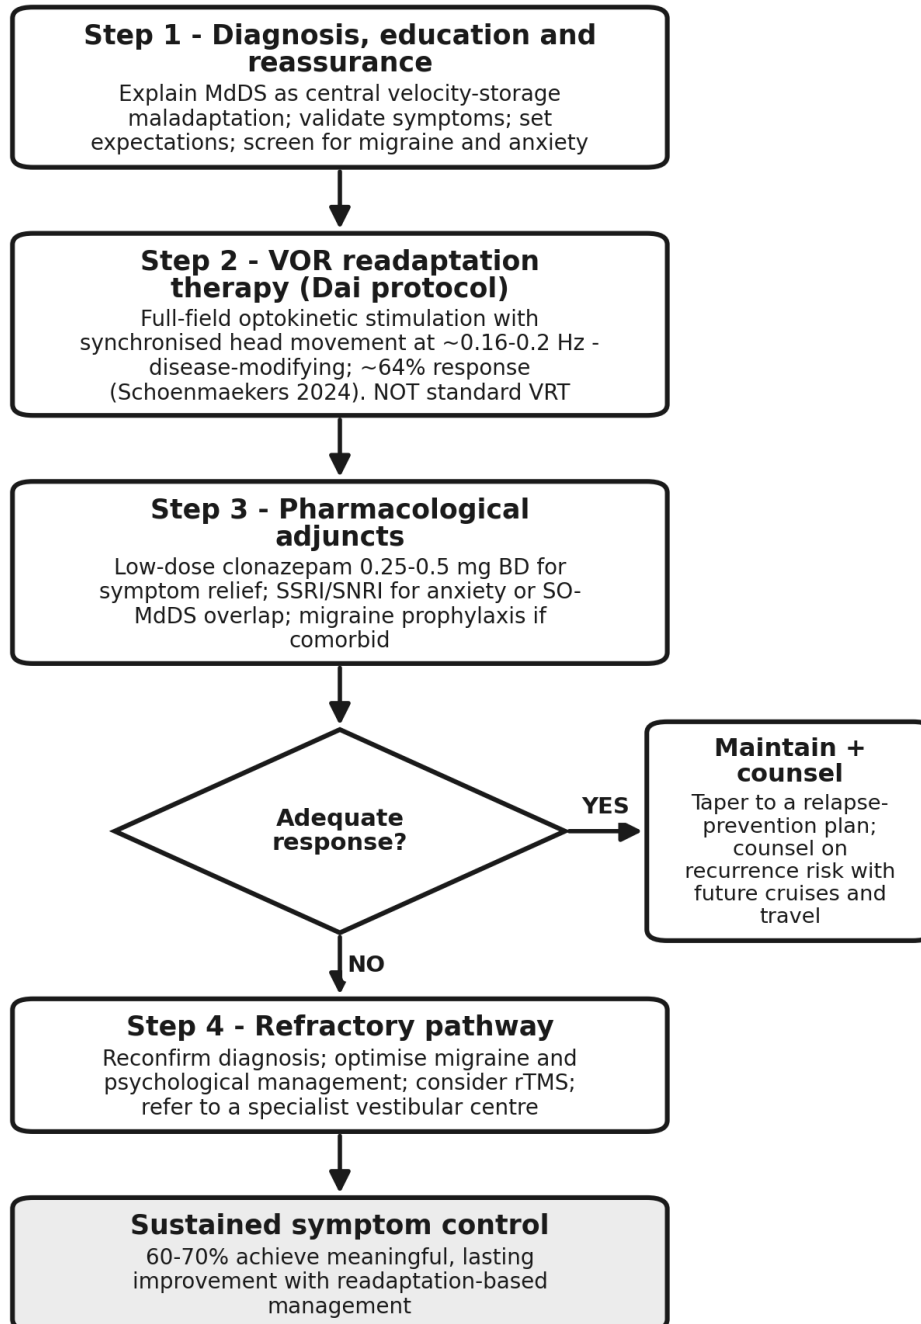 Step 1 - Diagnosis, education and
reassurance
Explain MdDS as central velocity-storage
maladaptation; validate symptoms; set
expectations; screen for migraine and anxiety
Step 2 - VOR readaptation
therapy (Dai protocol)
Full-field optokinetic stimulation with
synchronised head movement at ~0.16-0.2 Hz -
disease-modifying; ~64% response
(Schoenmaekers 2024). NOT standard VRT
Step 3 - Pharmacological
adjuncts
Low-dose clonazepam 0.25-0.5 mg BD for
symptom relief; SSRI/SNRI for anxiety or SO-
MdDS overlap; migraine prophylaxis if
comorbid
Adequate
response?
YES
Maintain +
counsel
Taper to a relapse-
prevention plan;
counsel on
recurrence risk with
future cruises and
travel
NO
Step 4 - Refractory pathway
Reconfirm diagnosis; optimise migraine and
psychological management; consider rTMS;
refer to a specialist vestibular centre
Sustained symptom control
60-70% achieve meaningful, lasting
improvement with readaptation-based
management